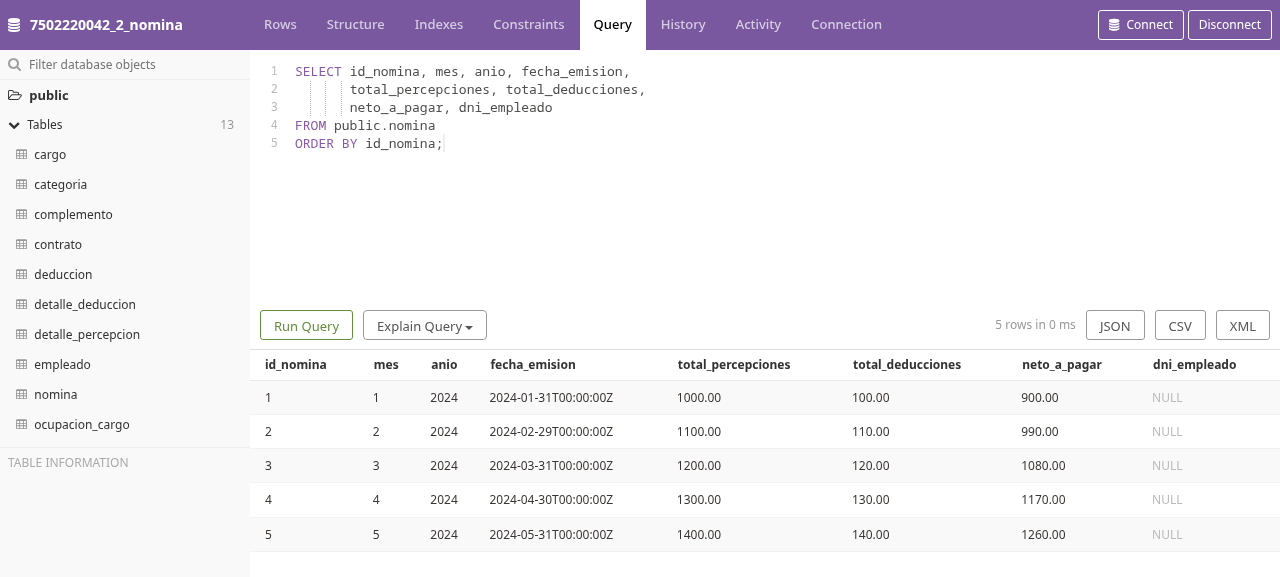 7502220042_2_nomina
Rows Structure Indexes Constraints Query History Activity Connection
Connect Disconnect
Filter database objects
public
Tables 13
cargo
categoria
complemento
contrato
deduccion
detalle_deduccion
detalle_percepcion
empleado
nomina
ocupacion_cargo
TABLE INFORMATION
1 SELECT id_nomina, mes, anio, fecha_emision,
2 total_percepciones, total_deducciones,
3 neto_a_pagar, dni_empleado
4 FROM public.nomina
5 ORDER BY id_nomina;
Run Query Explain Query 5 rows in 0 ms JSON CSV XML
id_nomina mes anio fecha_emision total_percepciones total_deducciones neto_a_pagar dni_empleado
1 1 2024 2024-01-31T00:00:00Z 1000.00 100.00 900.00 NULL
2 2 2024 2024-02-29T00:00:00Z 1100.00 110.00 990.00 NULL
3 3 2024 2024-03-31T00:00:00Z 1200.00 120.00 1080.00 NULL
4 4 2024 2024-04-30T00:00:00Z 1300.00 130.00 1170.00 NULL
5 5 2024 2024-05-31T00:00:00Z 1400.00 140.00 1260.00 NULL